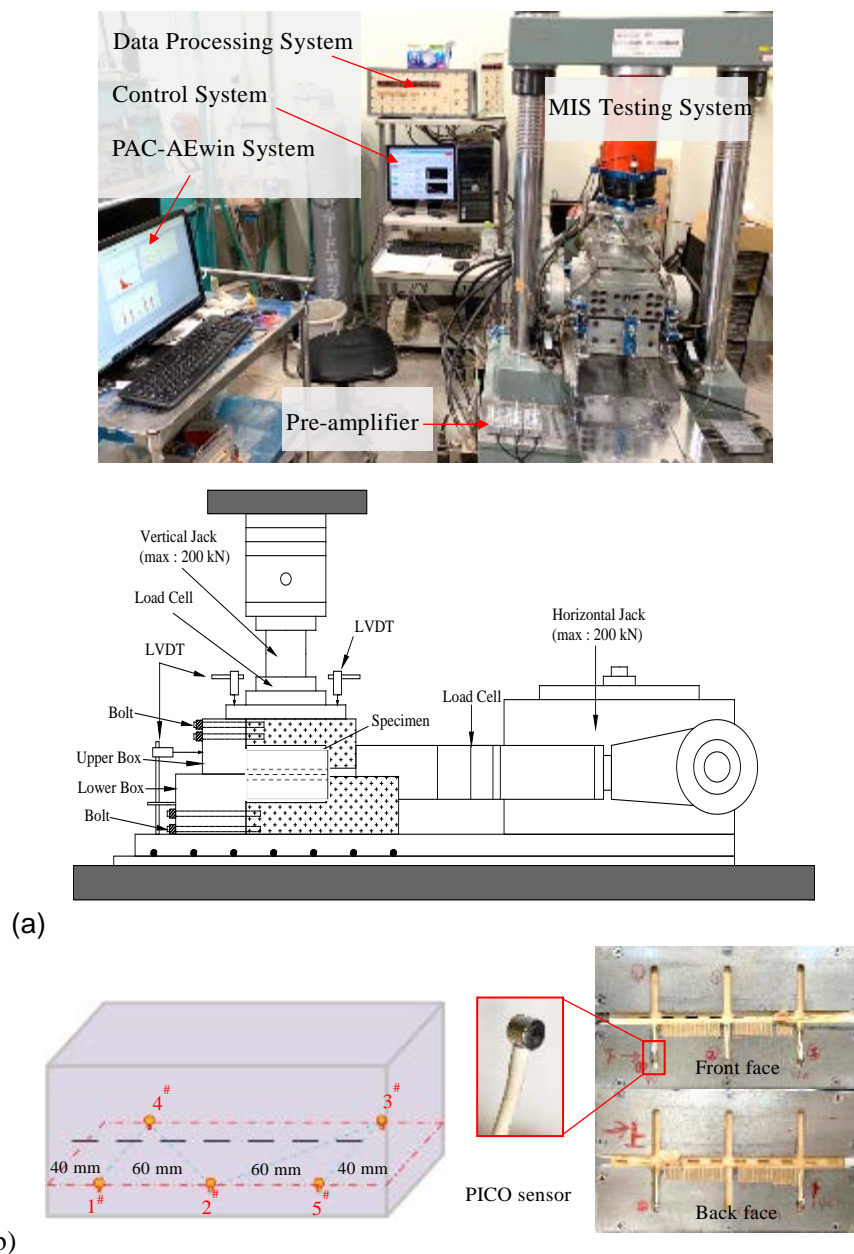 Data Processing System
Control System
PAC-AEwin System
MIS Testing System
Pre-amplifier
Vertical Jack
(max : 200 kN)
Load Cell
LVDT
LVDT
Horizontal Jack
(max : 200 kN)
Load Cell
Bolt
Specimen
Upper Box
Lower Box
Bolt
(a)
4#
3#
40 mm
60 mm
60 mm
40 mm
1#
2#
5#
PICO sensor
Front face
Back face
)